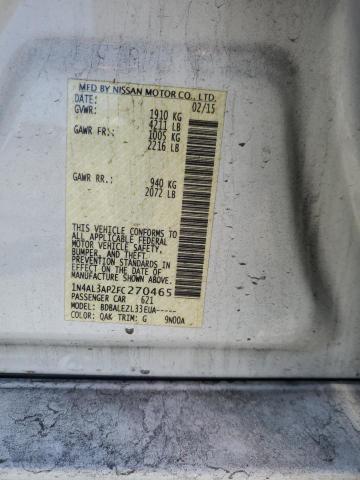 MFD BY NISSAN MOTOR CO., LTD.
DATE: 02/15
GVWR: 1910 KG
4211 LB
GAWR FR: 1005 KG
2216 LB
GAWR RR.: 940 KG
2072 LB
THIS VEHICLE CONFORMS TO
ALL APPLICABLE FEDERAL
MOTOR VEHICLE SAFETY,
BUMPER, AND THEFT
PREVENTION STANDARDS IN
EFFECT ON THE DATE OF
MANUFACTURE SHOWN ABOVE.
1N4AL3AP2FC270465
PASSENGER CAR 621
MODEL: BDBALEZL33EUA-----
COLOR: QAK TRIM: G 9N00A